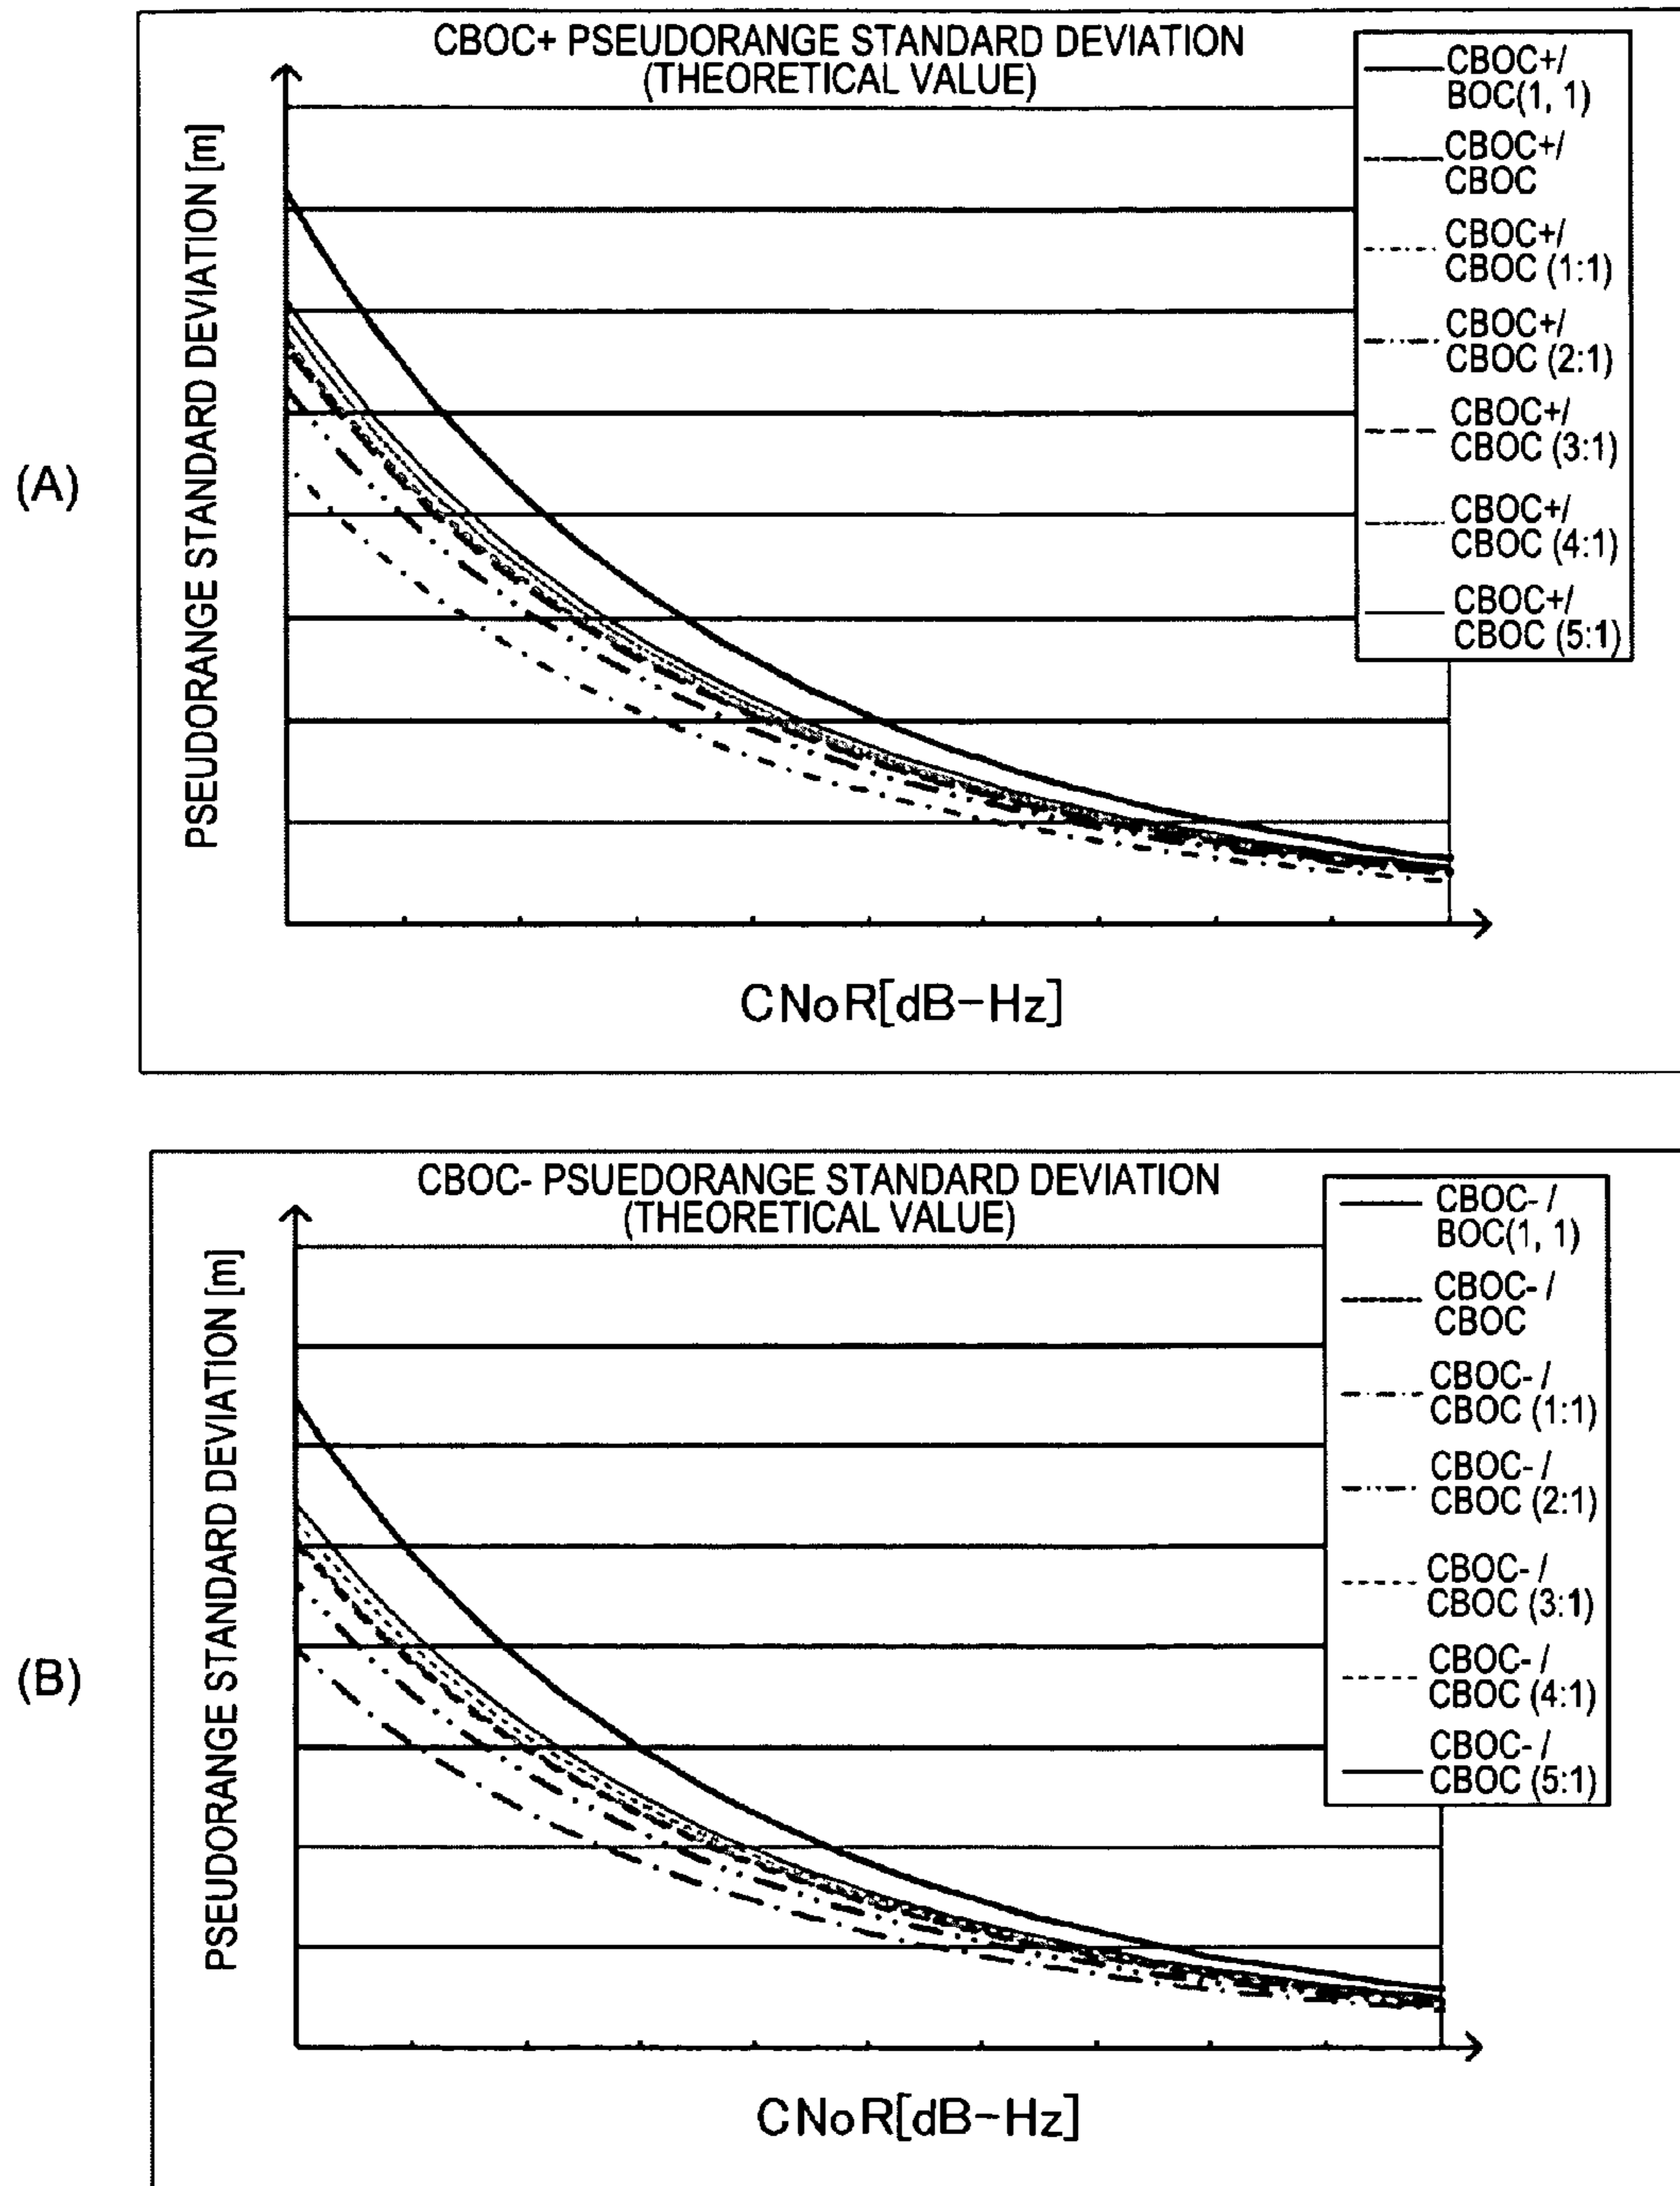 (A)
CBOC+ PSEUDORANGE STANDARD DEVIATION
(THEORETICAL VALUE)
PSEUDORANGE STANDARD DEVIATION [m]
CNoR[dB-Hz]
CBOC+/
BOC(1, 1)
CBOC+/
CBOC
CBOC+/
CBOC (1:1)
CBOC+/
CBOC (2:1)
CBOC+/
CBOC (3:1)
CBOC+/
CBOC (4:1)
CBOC+/
CBOC (5:1)
(B)
CBOC- PSUEDORANGE STANDARD DEVIATION
(THEORETICAL VALUE)
PSEUDORANGE STANDARD DEVIATION [m]
CNoR[dB-Hz]
CBOC- /
BOC(1, 1)
CBOC- /
CBOC
CBOC- /
CBOC (1:1)
CBOC- /
CBOC (2:1)
CBOC- /
CBOC (3:1)
CBOC- /
CBOC (4:1)
CBOC- /
CBOC (5:1)